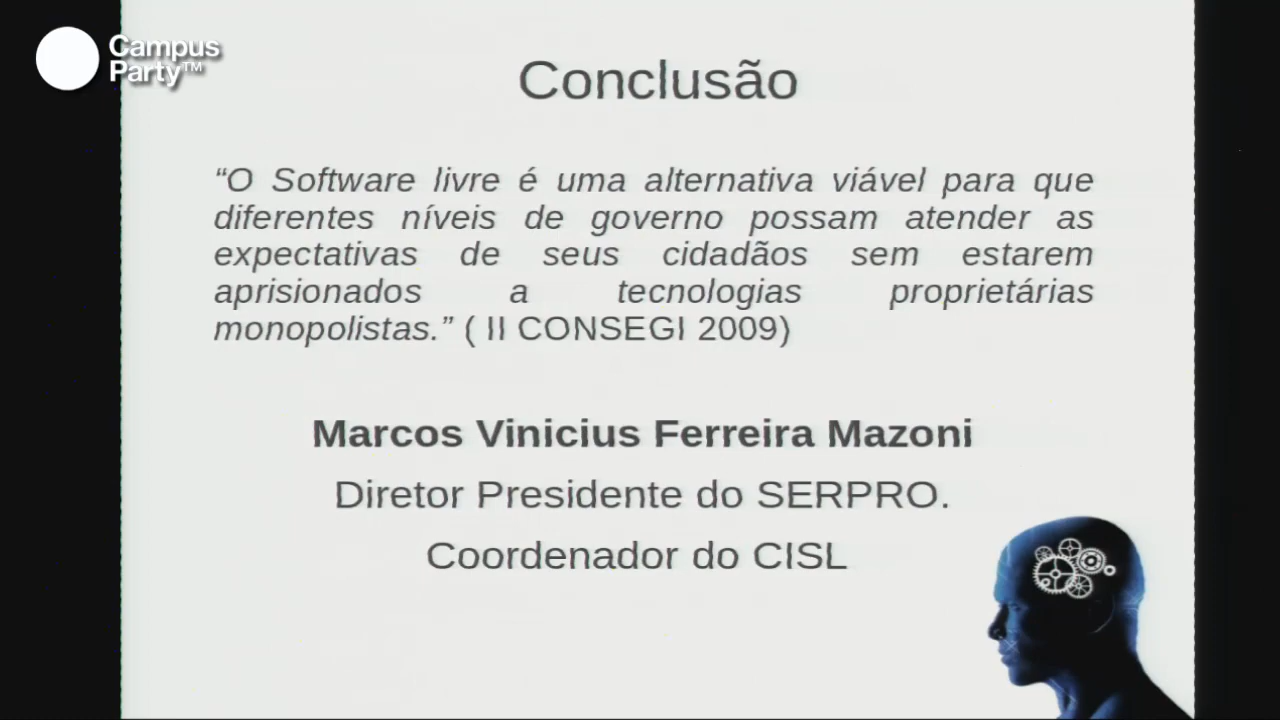 Campus
Party™
Conclusão
“O Software livre é uma alternativa viável para que
diferentes níveis de governo possam atender as
expectativas de seus cidadãos sem estarem
aprisionados a tecnologias proprietárias
monopolistas.” ( II CONSEGI 2009)
Marcos Vinicius Ferreira Mazoni
Diretor Presidente do SERPRO.
Coordenador do CISL